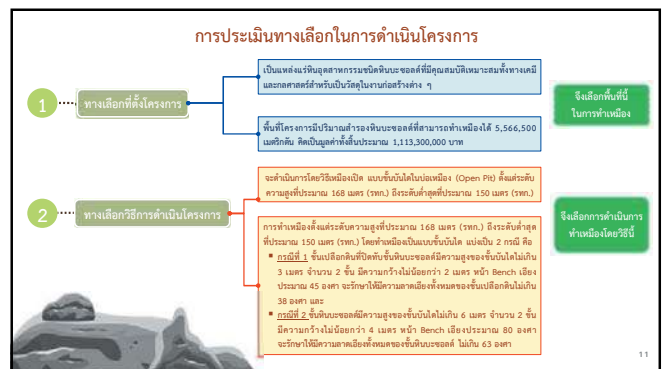 การประเมินทางเลือกในการดำเนินโครงการ
1
ทางเลือกที่ตั้งโครงการ
เป็นแหล่งแร่หินอุตสาหกรรมชนิดหินบะซอลต์ที่มีคุณสมบัติเหมาะสมทั้งทางเคมี
และกลศาสตร์สำหรับเป็นวัสดุในงานก่อสร้างต่าง ๆ
พื้นที่โครงการมีปริมาณสำรองหินบะซอลต์ที่สามารถทำเหมืองได้ 5,566,500
เมตริกตัน คิดเป็นมูลค่าทั้งสิ้นประมาณ 1,113,300,000 บาท
จึงเลือกพื้นที่นี้
ในการทำเหมือง
2
ทางเลือกวิธีการดำเนินโครงการ
จะดำเนินการโดยวิธีเหมืองเปิด แบบขั้นบันไดในบ่อเหมือง (Open Pit) ตั้งแต่ระดับ
ความสูงที่ประมาณ 168 เมตร (รทก.) ถึงระดับต่ำสุดที่ประมาณ 150 เมตร (รทก.)
การทำเหมืองตั้งแต่ระดับความสูงที่ประมาณ 168 เมตร (รทก.) ถึงระดับต่ำสุด
ที่ประมาณ 150 เมตร (รทก.) โดยทำเหมืองเป็นแบบขั้นบันได แบ่งเป็น 2 กรณี คือ
▪ กรณีที่ 1 ชั้นเปลือกดินที่ปิดทับชั้นหินบะซอลต์มีความสูงของขั้นบันไดไม่เกิน
3 เมตร จำนวน 2 ชั้น มีความกว้างไม่น้อยกว่า 2 เมตร หน้า Bench เอียง
ประมาณ 45 องศา จะรักษาให้มีความลาดเอียงทั้งหมดของชั้นเปลือกดินไม่เกิน
38 องศา และ
▪ กรณีที่ 2 ชั้นหินบะซอลต์มีความสูงของขั้นบันไดไม่เกิน 6 เมตร จำนวน 2 ชั้น
มีความกว้างไม่น้อยกว่า 4 เมตร หน้า Bench เอียงประมาณ 80 องศา
จะรักษาให้มีความลาดเอียงทั้งหมดของชั้นหินบะซอลต์ ไม่เกิน 63 องศา
จึงเลือกการดำเนินการ
ทำเหมืองโดยวิธีนี้
11